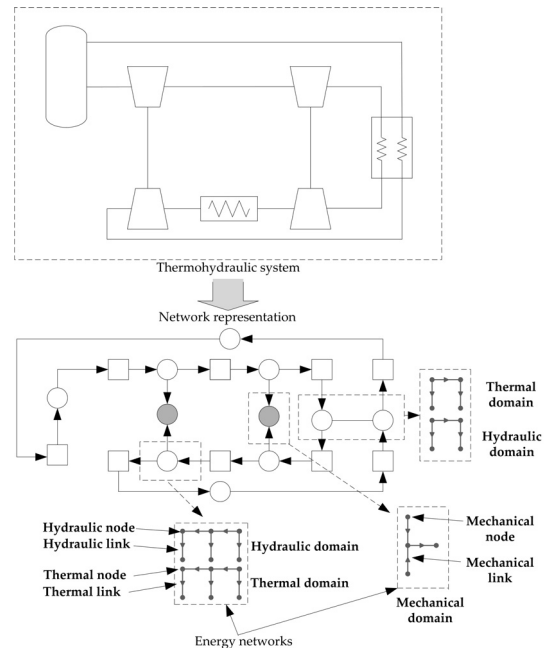 Thermohydraulic system
Network representation
Thermal
domain
Hydraulic
domain
Hydraulic node
Hydraulic link
Hydraulic domain
Thermal node
Thermal link
Thermal domain
Mechanical
node
Mechanical
link
Mechanical
domain
Energy networks